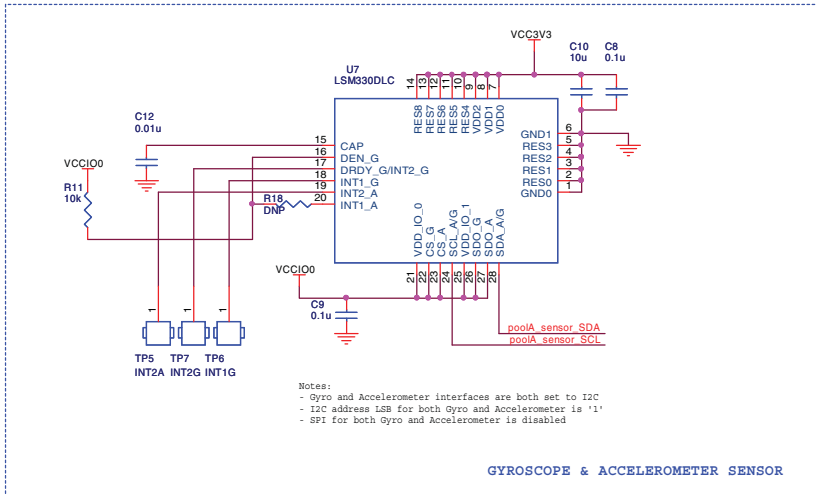 VCC3V3
C10
10u
C8
0.1u
U7
LSM330DLC
14
13
12
11
10
9
8
7
RES8
RES7
RES6
RES5
RES4
VDD2
VDD1
VDD0
C12
0.01u
15 CAP
16 DEN_G
17 DRDY_G/INT2_G
18 INT1_G
19 INT2_A
20 INT1_A
GND1 6
RES3 5
RES2 4
RES1 3
RES0 2
GND0 1
VCCIO0
R11
10k
R18
DNP
VDD_IO_0
CS_G
CS_A
SCL_A/G
VDD_IO_1
SDO_G
SDO_A
SDA_A/G
21
22
23
24
25
26
27
28
VCCIO0
C9
0.1u
1
1
1
poolA_sensor_SDA
poolA_sensor_SCL
TP5
INT2A
TP7
INT2G
TP6
INT1G
Notes:
- Gyro and Accelerometer interfaces are both set to I2C
- I2C address LSB for both Gyro and Accelerometer is '1'
- SPI for both Gyro and Accelerometer is disabled
GYROSCOPE & ACCELEROMETER SENSOR